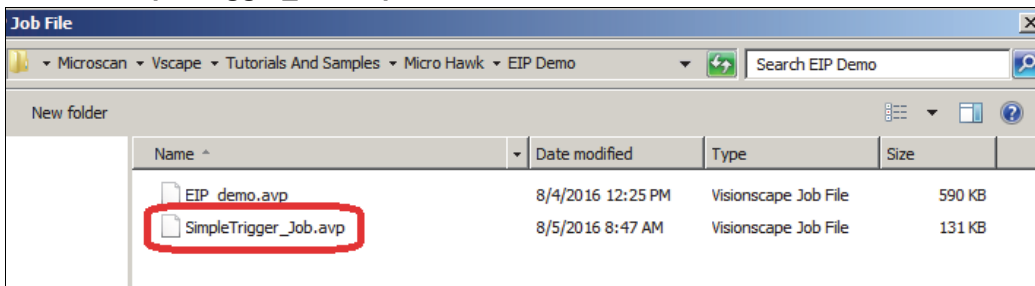 Job File
Microscan Vscape Tutorials And Samples Micro Hawk EIP Demo Search EIP Demo
New folder
Name Date modified Type Size
EIP_demo.avp 8/4/2016 12:25 PM Visionscape Job File 590 KB
SimpleTrigger_Job.avp 8/5/2016 8:47 AM Visionscape Job File 131 KB